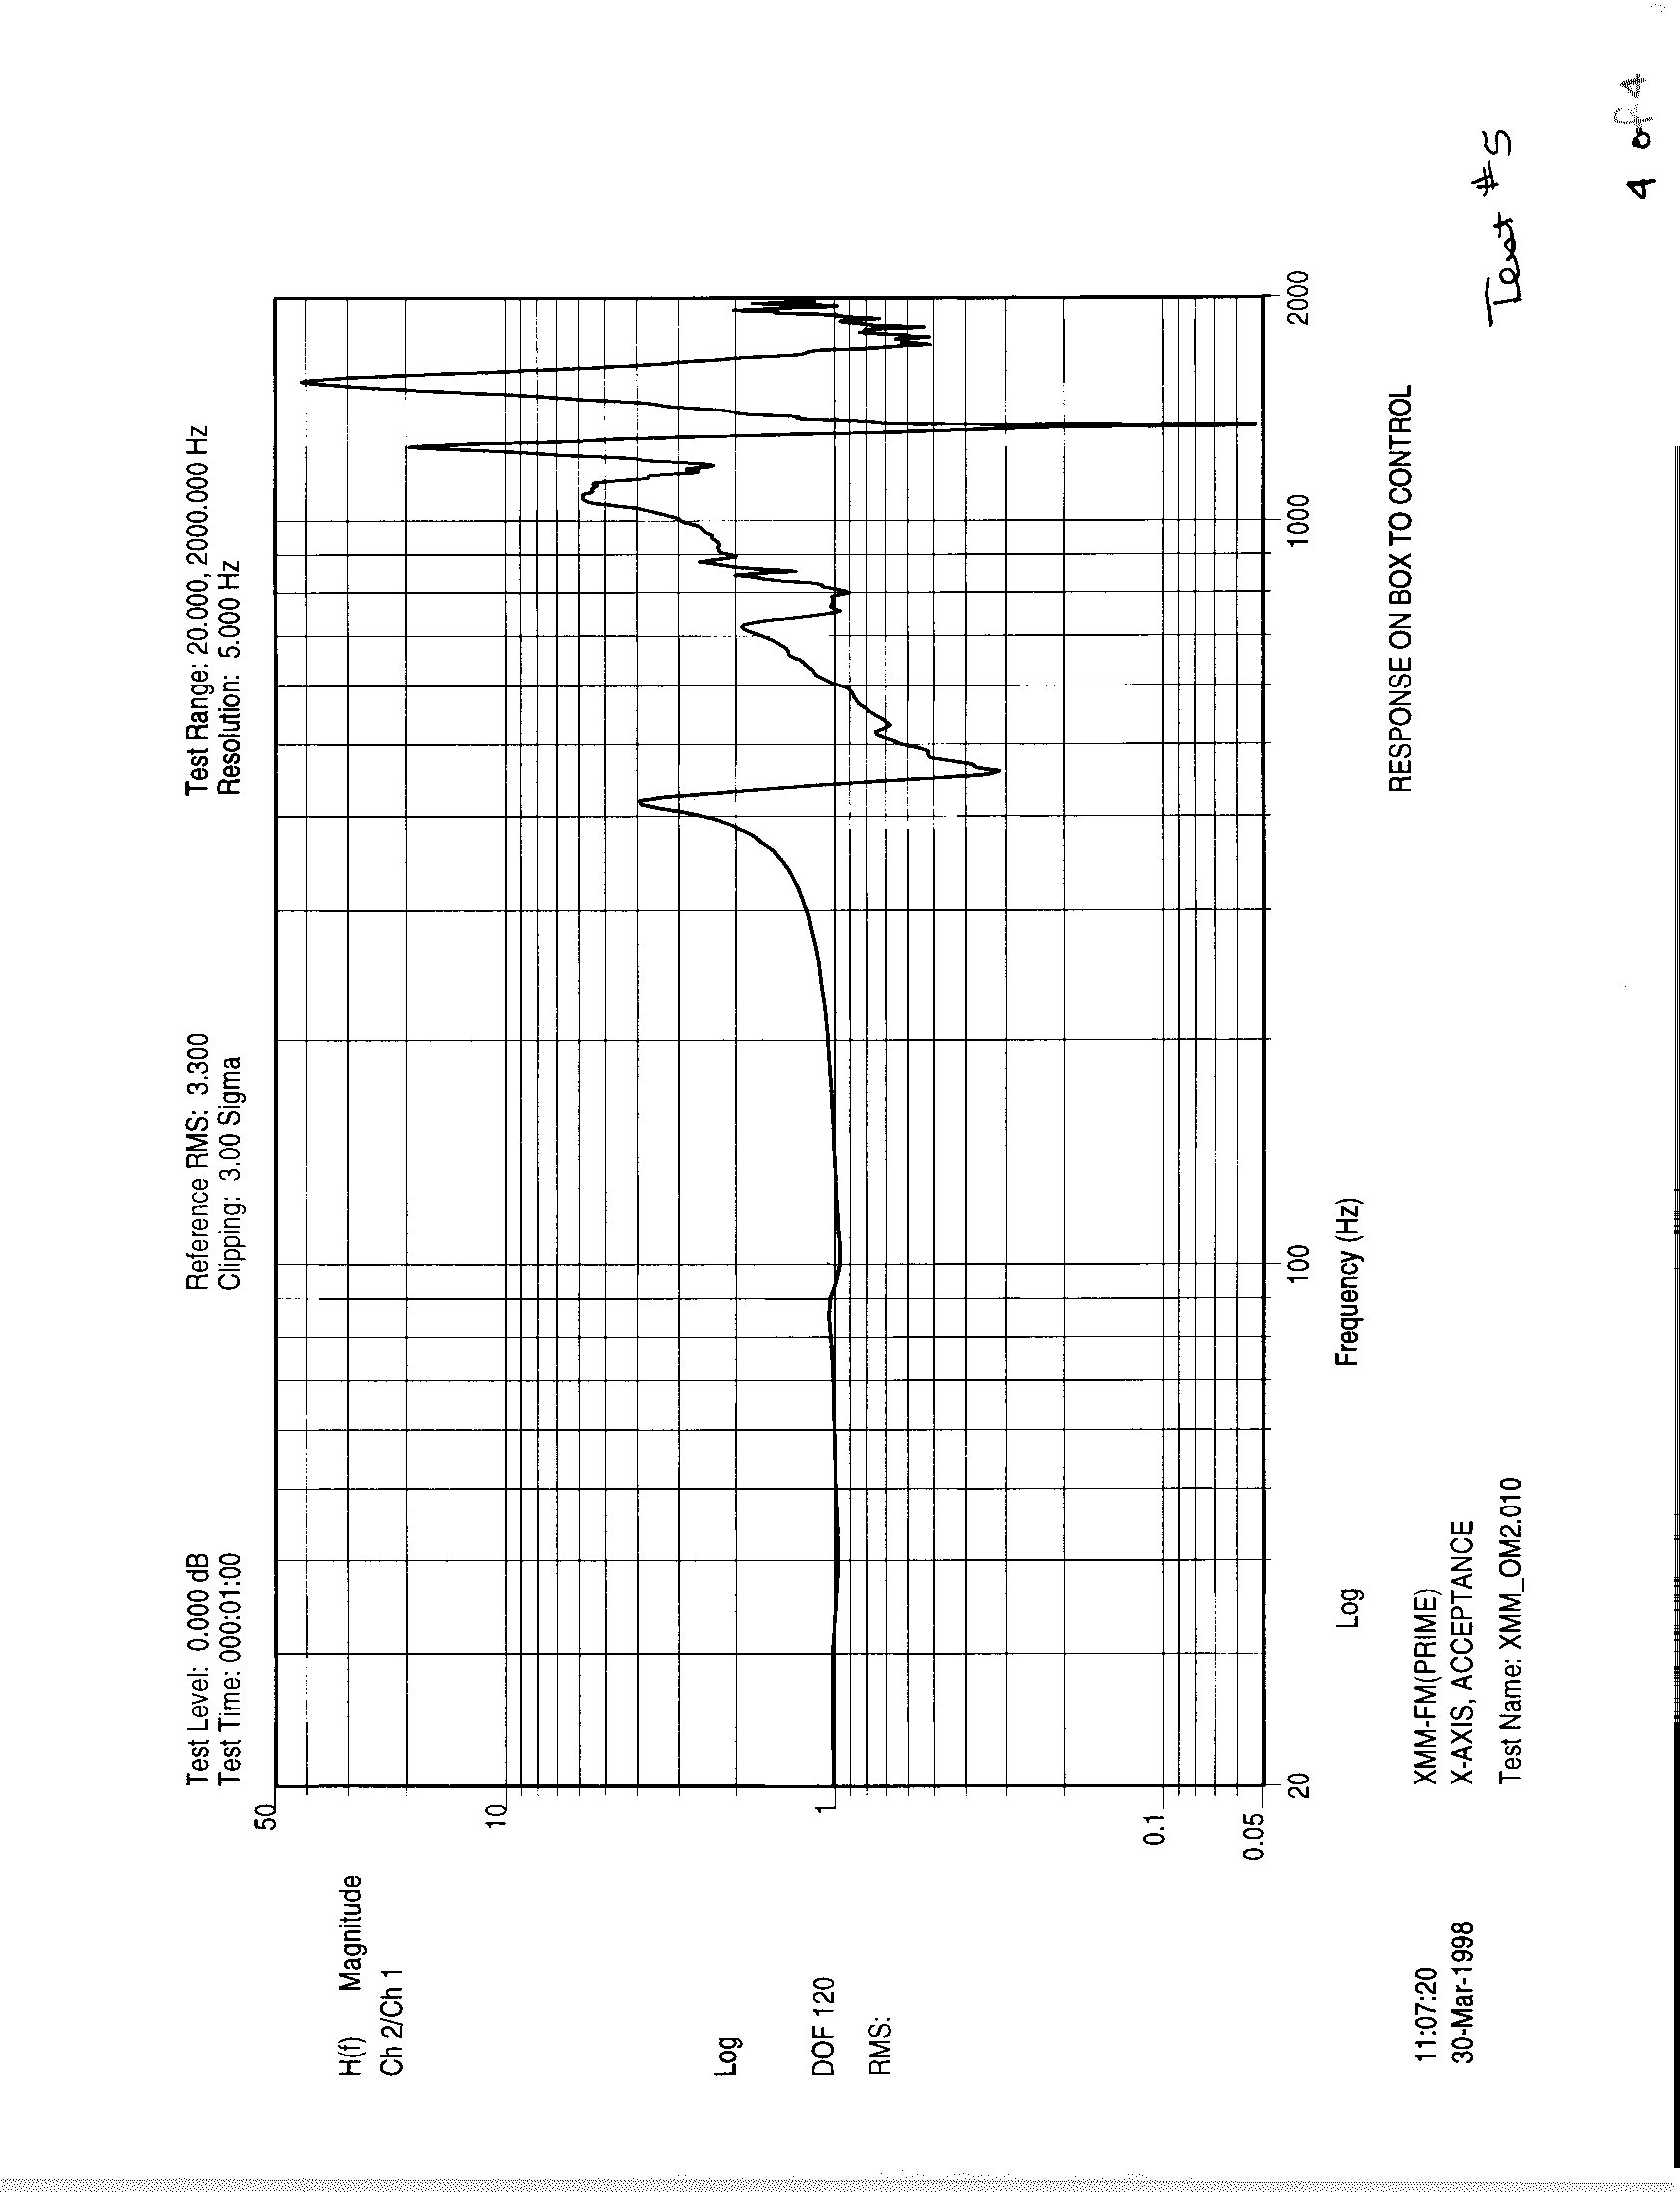 Test Level: 0.000 dB
Test Time: 000:01:00
Reference RMS: 3.300
Clipping: 3.00 Sigma
Test Range: 20.000, 2000.000 Hz
Resolution: 5.000 Hz
H(f) Magnitude
Ch 2/Ch 1
Log
DOF 120
RMS:
50
10
1
0.1
0.05
20
100
1000
2000
Log
Frequency (Hz)
RESPONSE ON BOX TO CONTROL
11:07:20
30-Mar-1998
XMM-FM(PRIME)
X-AXIS, ACCEPTANCE
Test Name: XMM_OM2.010
Test #5
4 of 4